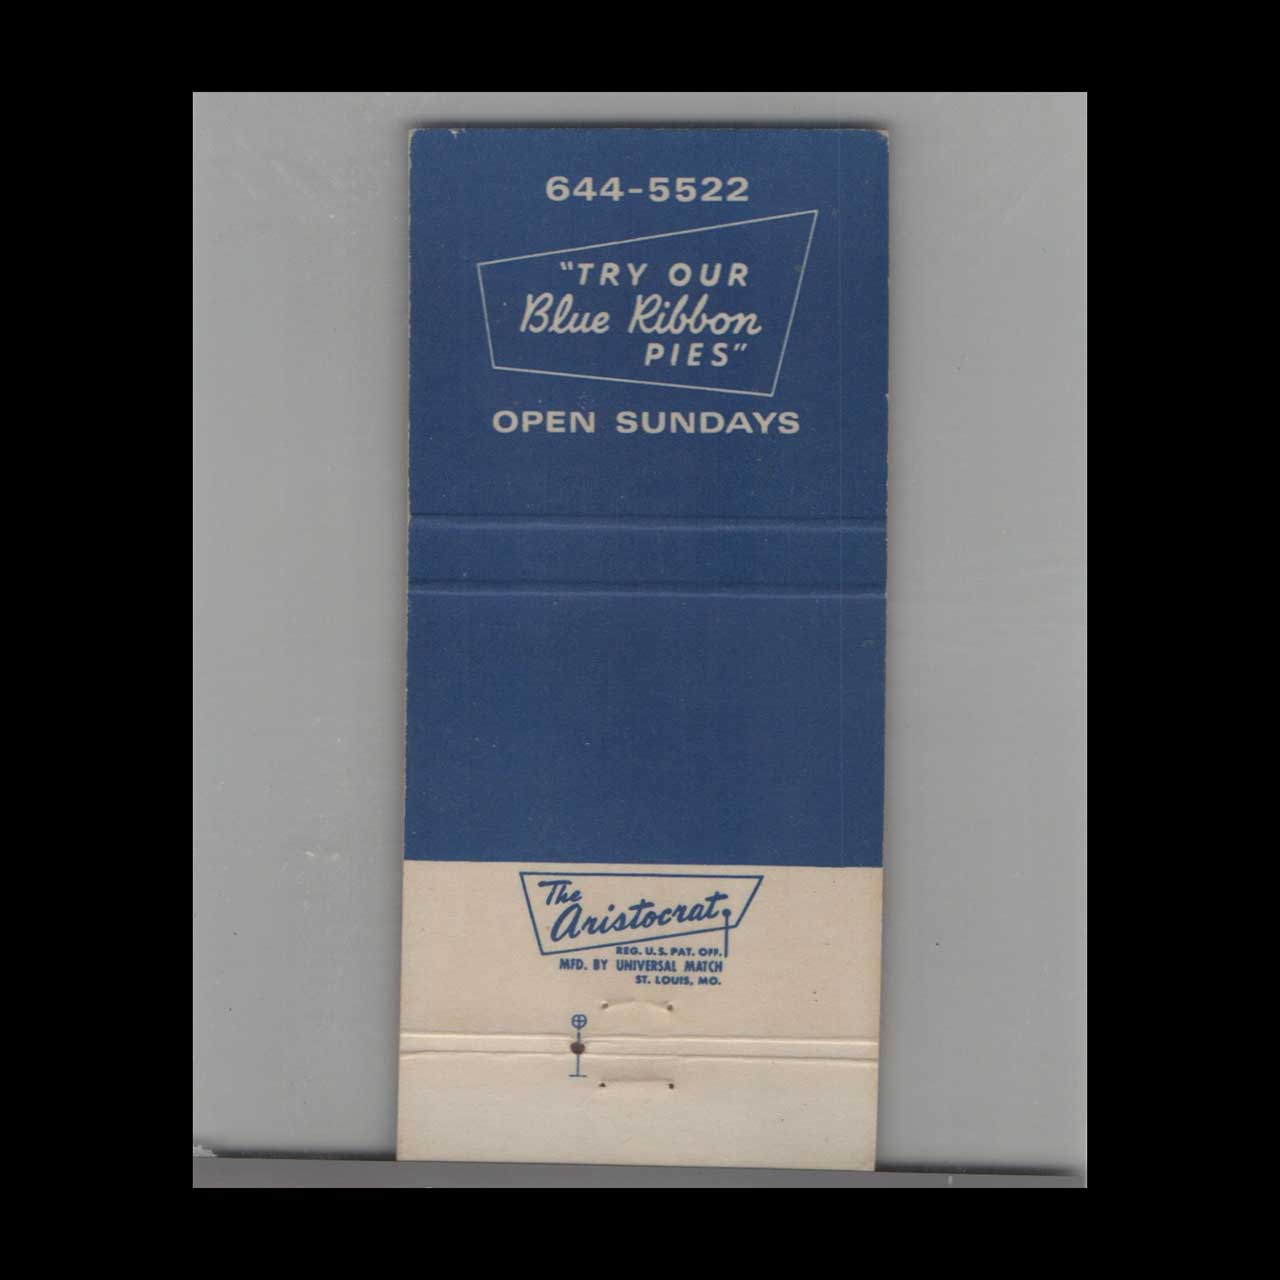 644-5522
"TRY OUR
Blue Ribbon
PIES"
OPEN SUNDAYS
The
Aristocrat
REG. U.S. PAT. OFF.
MFD. BY UNIVERSAL MATCH
ST. LOUIS, MO.